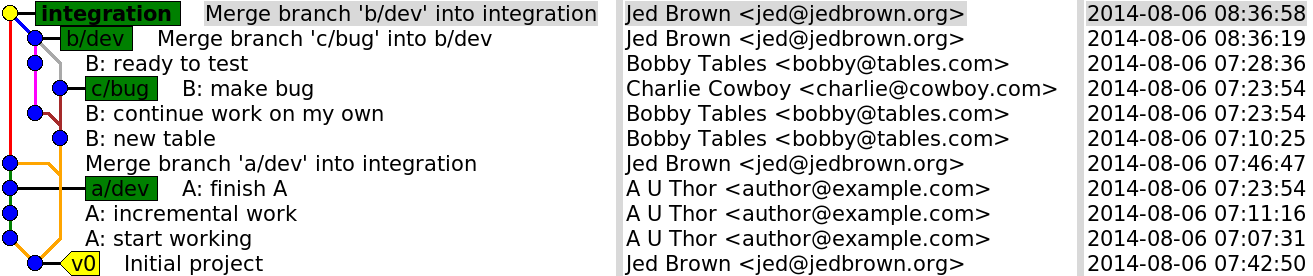 integration Merge branch 'b/dev' into integration Jed Brown <jed@jedbrown.org> 2014-08-06 08:36:58
b/dev Merge branch 'c/bug' into b/dev Jed Brown <jed@jedbrown.org> 2014-08-06 08:36:19
B: ready to test Bobby Tables <bobby@tables.com> 2014-08-06 07:28:36
c/bug B: make bug Charlie Cowboy <charlie@cowboy.com> 2014-08-06 07:23:54
B: continue work on my own Bobby Tables <bobby@tables.com> 2014-08-06 07:23:54
B: new table Bobby Tables <bobby@tables.com> 2014-08-06 07:10:25
Merge branch 'a/dev' into integration Jed Brown <jed@jedbrown.org> 2014-08-06 07:46:47
a/dev A: finish A A U Thor <author@example.com> 2014-08-06 07:23:54
A: incremental work A U Thor <author@example.com> 2014-08-06 07:11:16
A: start working A U Thor <author@example.com> 2014-08-06 07:07:31
v0 Initial project Jed Brown <jed@jedbrown.org> 2014-08-06 07:42:50